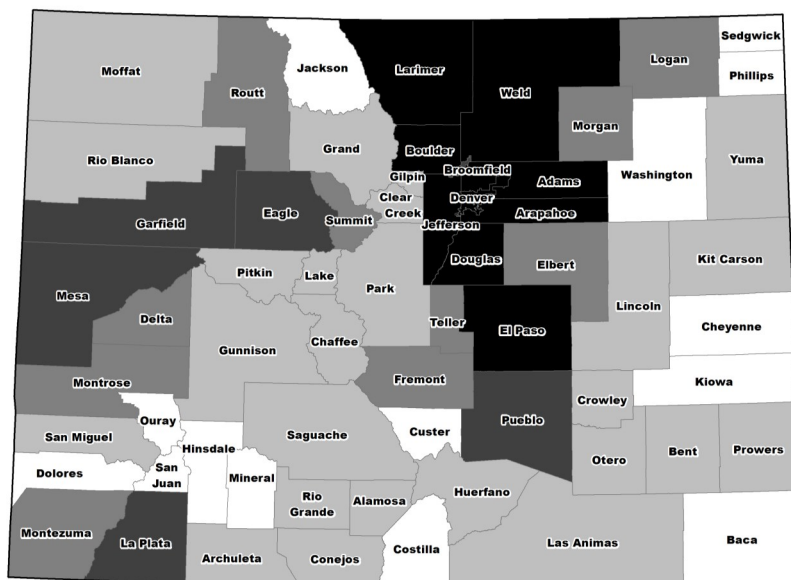 Sedgwick
Moffat
Jackson
Larimer
Logan
Phillips
Routt
Weld
Morgan
Grand
Boulder
Rio Blanco
Gilpin
Broomfield
Washington
Yuma
Clear
Creek
Adams
Denver
Eagle
Summit
Arapahoe
Garfield
Jefferson
Douglas
Elbert
Kit Carson
Pitkin
Lake
Park
Mesa
Lincoln
Delta
Teller
El Paso
Cheyenne
Chaffee
Gunnison
Fremont
Montrose
Kiowa
Crowley
Ouray
Pueblo
San Miguel
Saguache
Custer
Hinsdale
Otero
Bent
Prowers
Dolores
San
Juan
Mineral
Rio
Grande
Alamosa
Huerfano
Montezuma
La Plata
Archuleta
Conejos
Costilla
Las Animas
Baca